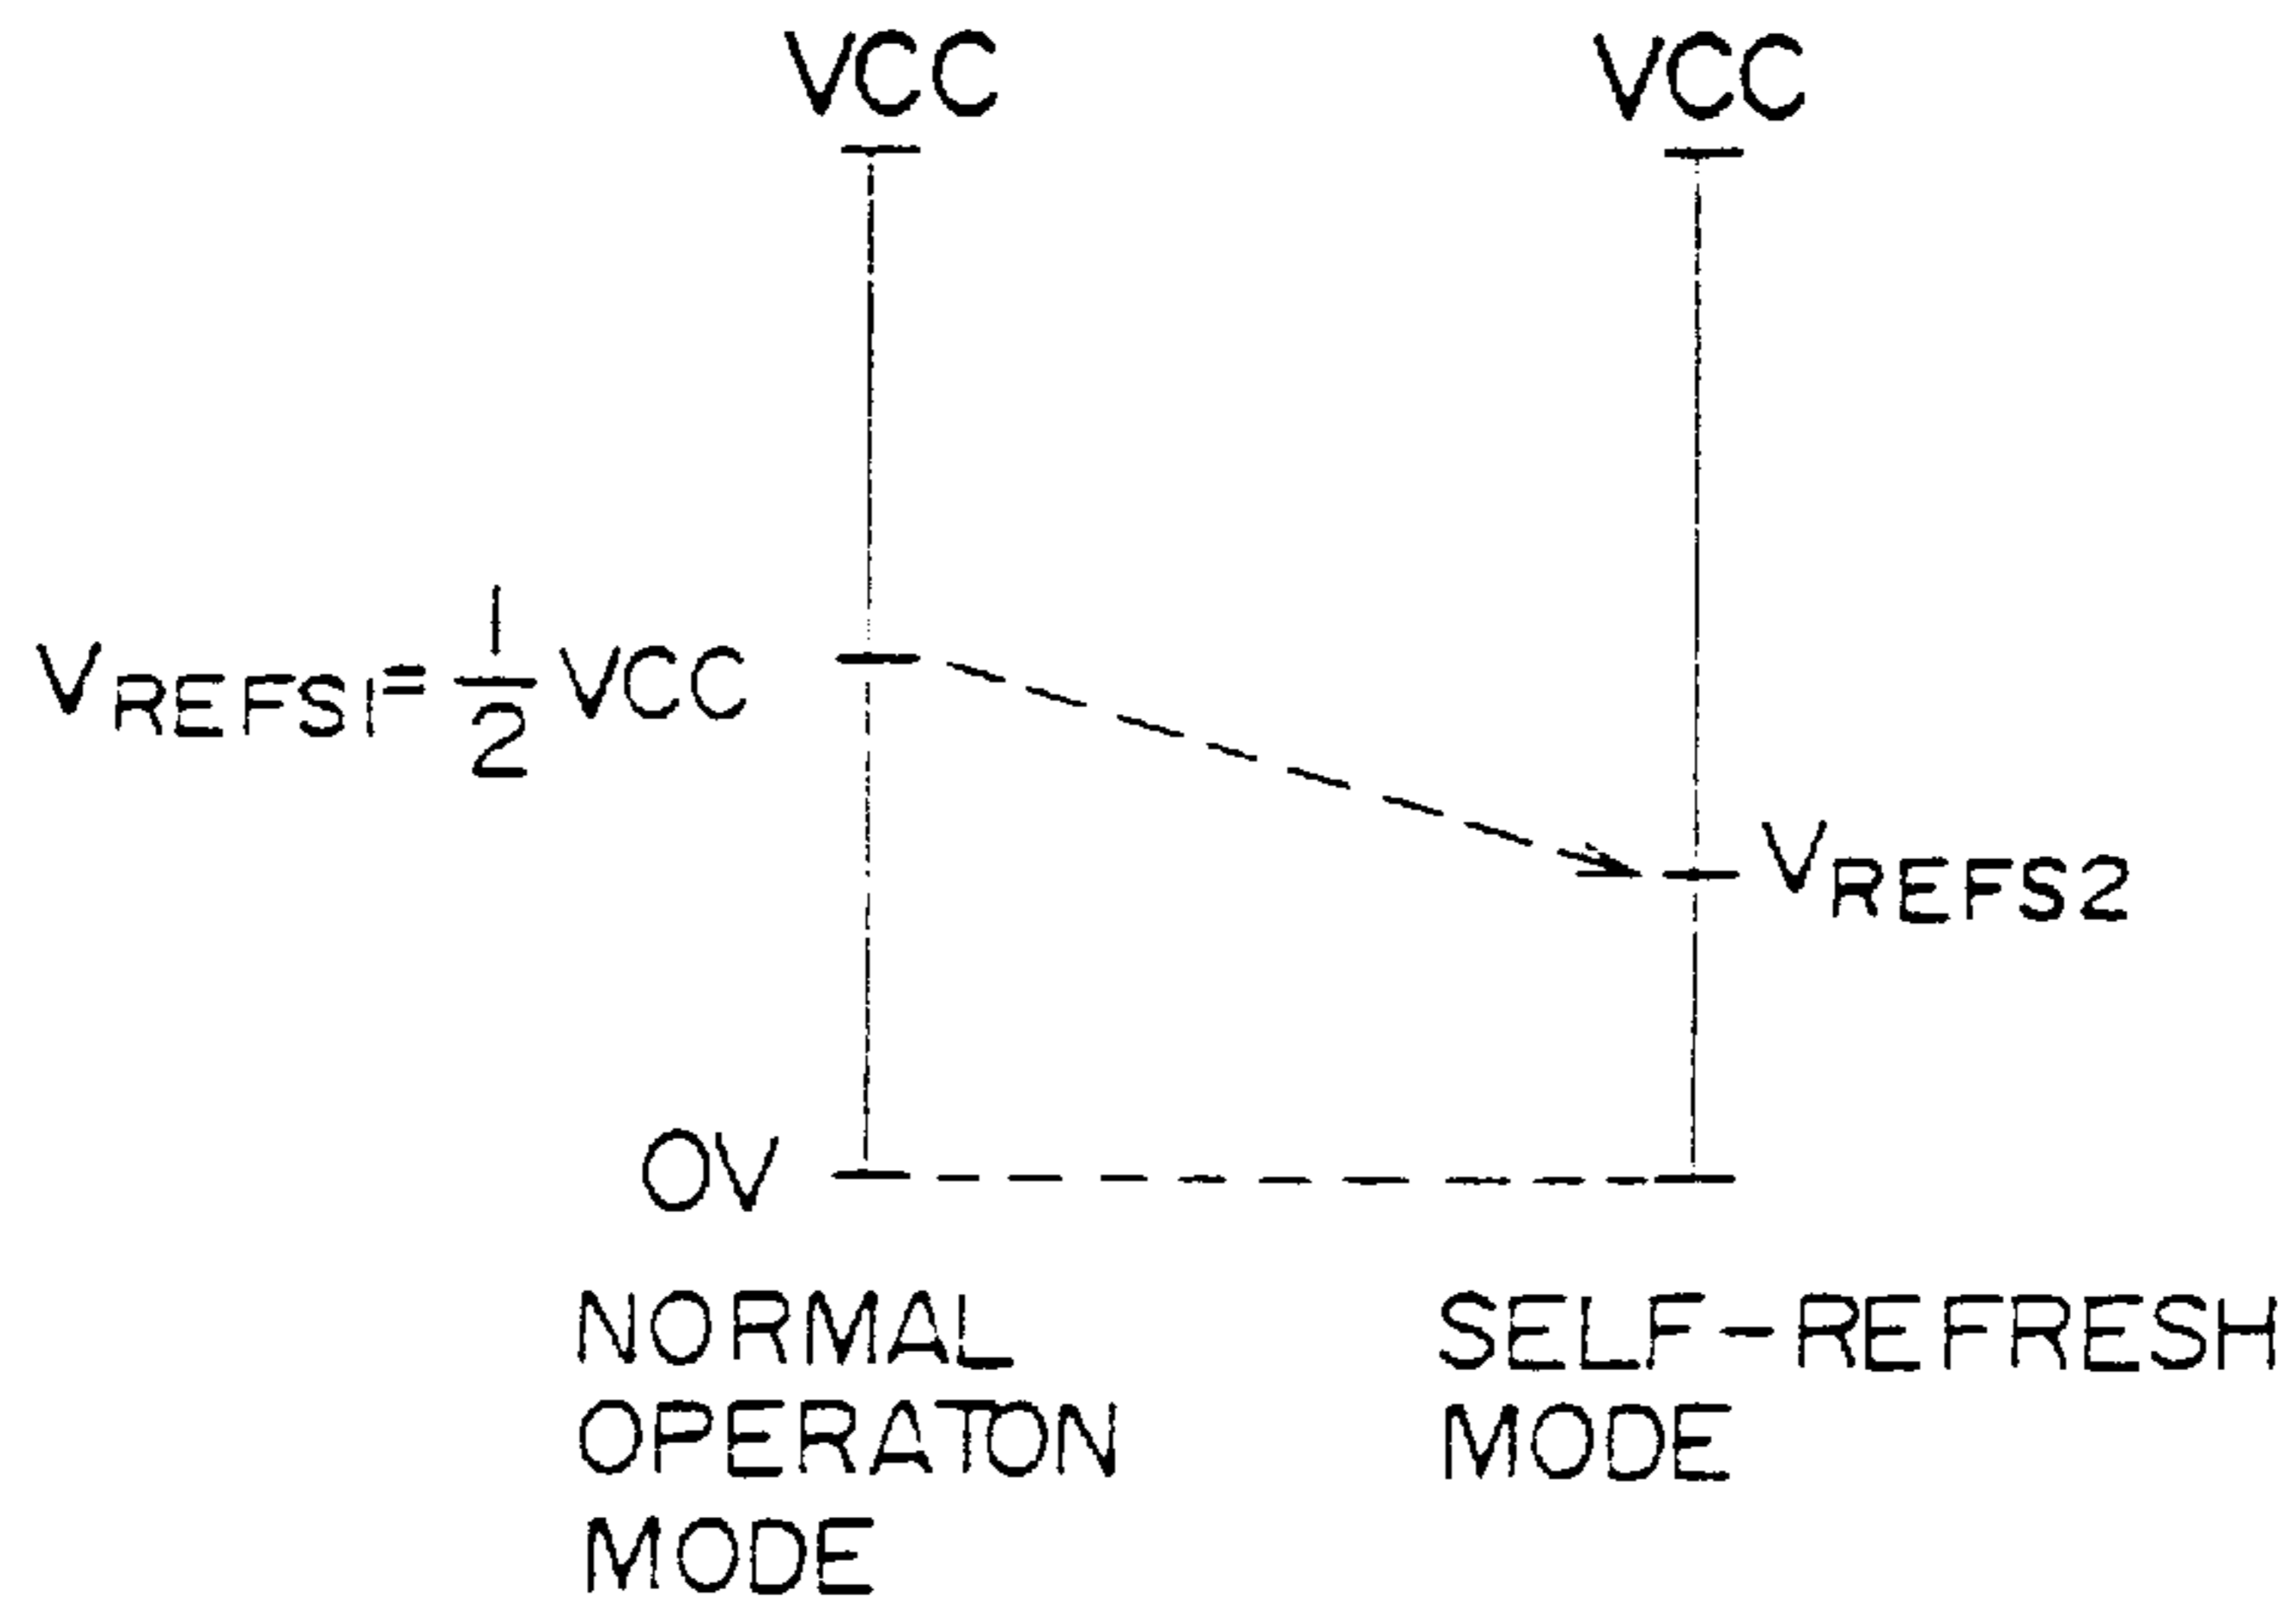 VCC
VCC
VREFS1=1/2 VCC
VREFS2
0V
NORMAL
OPERATON
MODE
SELF-REFRESH
MODE